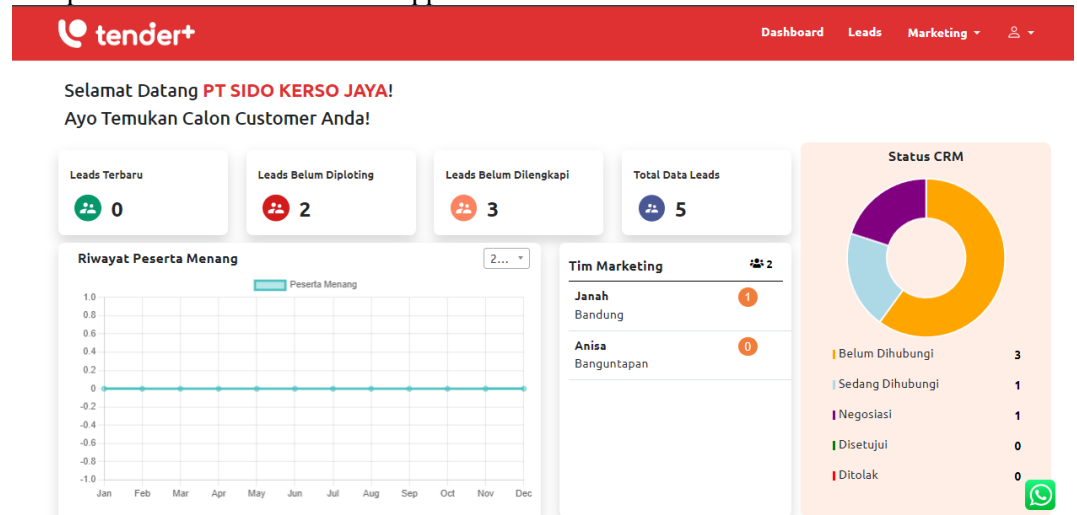 tender+
Dashboard Leads Marketing
Selamat Datang PT SIDO KERSO JAYA!
Ayo Temukan Calon Customer Anda!
Leads Terbaru
0
Leads Belum Diploting
2
Leads Belum Dilengkapi
3
Total Data Leads
5
Riwayat Peserta Menang
2...
Peserta Menang
1.0
0.8
0.6
0.4
0.2
0
-0.2
-0.4
-0.6
-0.8
-1.0
Jan Feb Mar Apr May Jun Jul Aug Sep Oct Nov Dec
Tim Marketing 2
Janah 1
Bandung
Anisa 0
Banguntapan
Status CRM
Belum Dihubungi 3
Sedang Dihubungi 1
Negosiasi 1
Disetujui 0
Ditolak 0